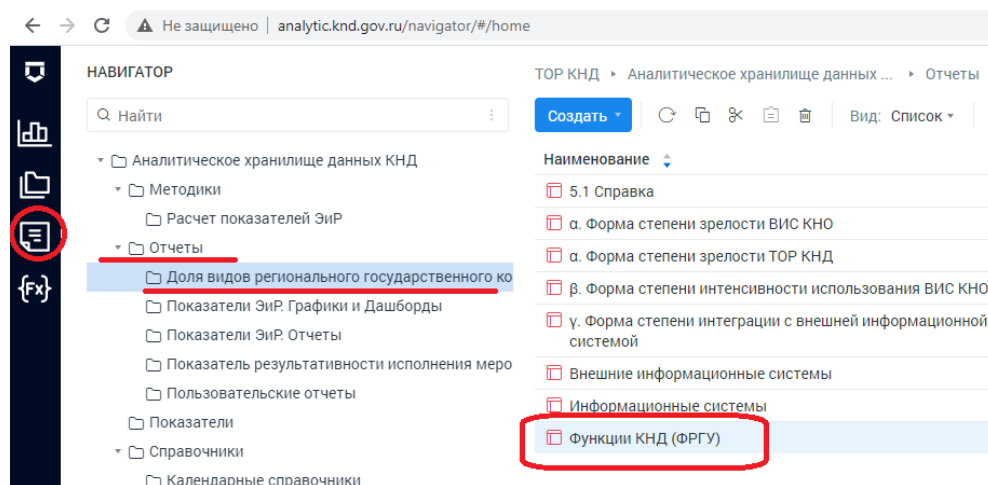 Не защищено | analytic.knd.gov.ru/navigator/#/home
НАВИГАТОР
Найти
Аналитическое хранилище данных КНД
Методики
Расчет показателей ЭиР
Отчеты
Доля видов регионального государственного ко
Показатели ЭиР. Графики и Дашборды
Показатели ЭиР. Отчеты
Показатель результативности исполнения меро
Пользовательские отчеты
Показатели
Справочники
Календарные справочники
{Fx}
ТОР КНД ▸ Аналитическое хранилище данных ... ▸ Отчеты
Создать Вид: Список
Наименование
5.1 Справка
α. Форма степени зрелости ВИС КНО
α. Форма степени зрелости ТОР КНД
β. Форма степени интенсивности использования ВИС КНО
γ. Форма степени интеграции с внешней информационной
системой
Внешние информационные системы
Информационные системы
Функции КНД (ФРГУ)